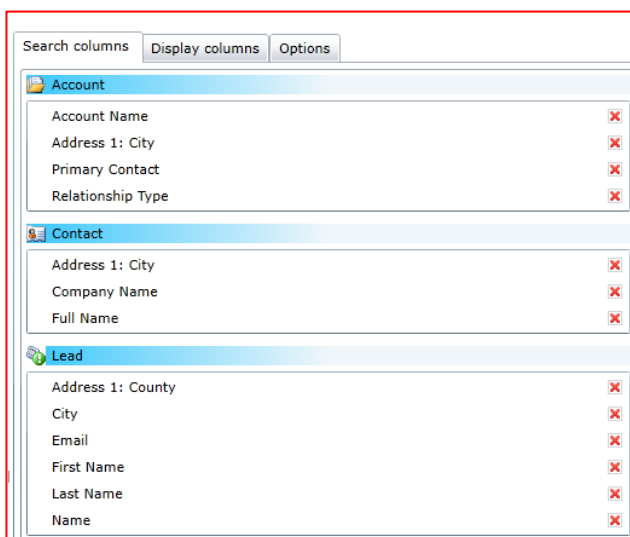 Search columns Display columns Options
Account
Account Name
Address 1: City
Primary Contact
Relationship Type
Contact
Address 1: City
Company Name
Full Name
Lead
Address 1: County
City
Email
First Name
Last Name
Name